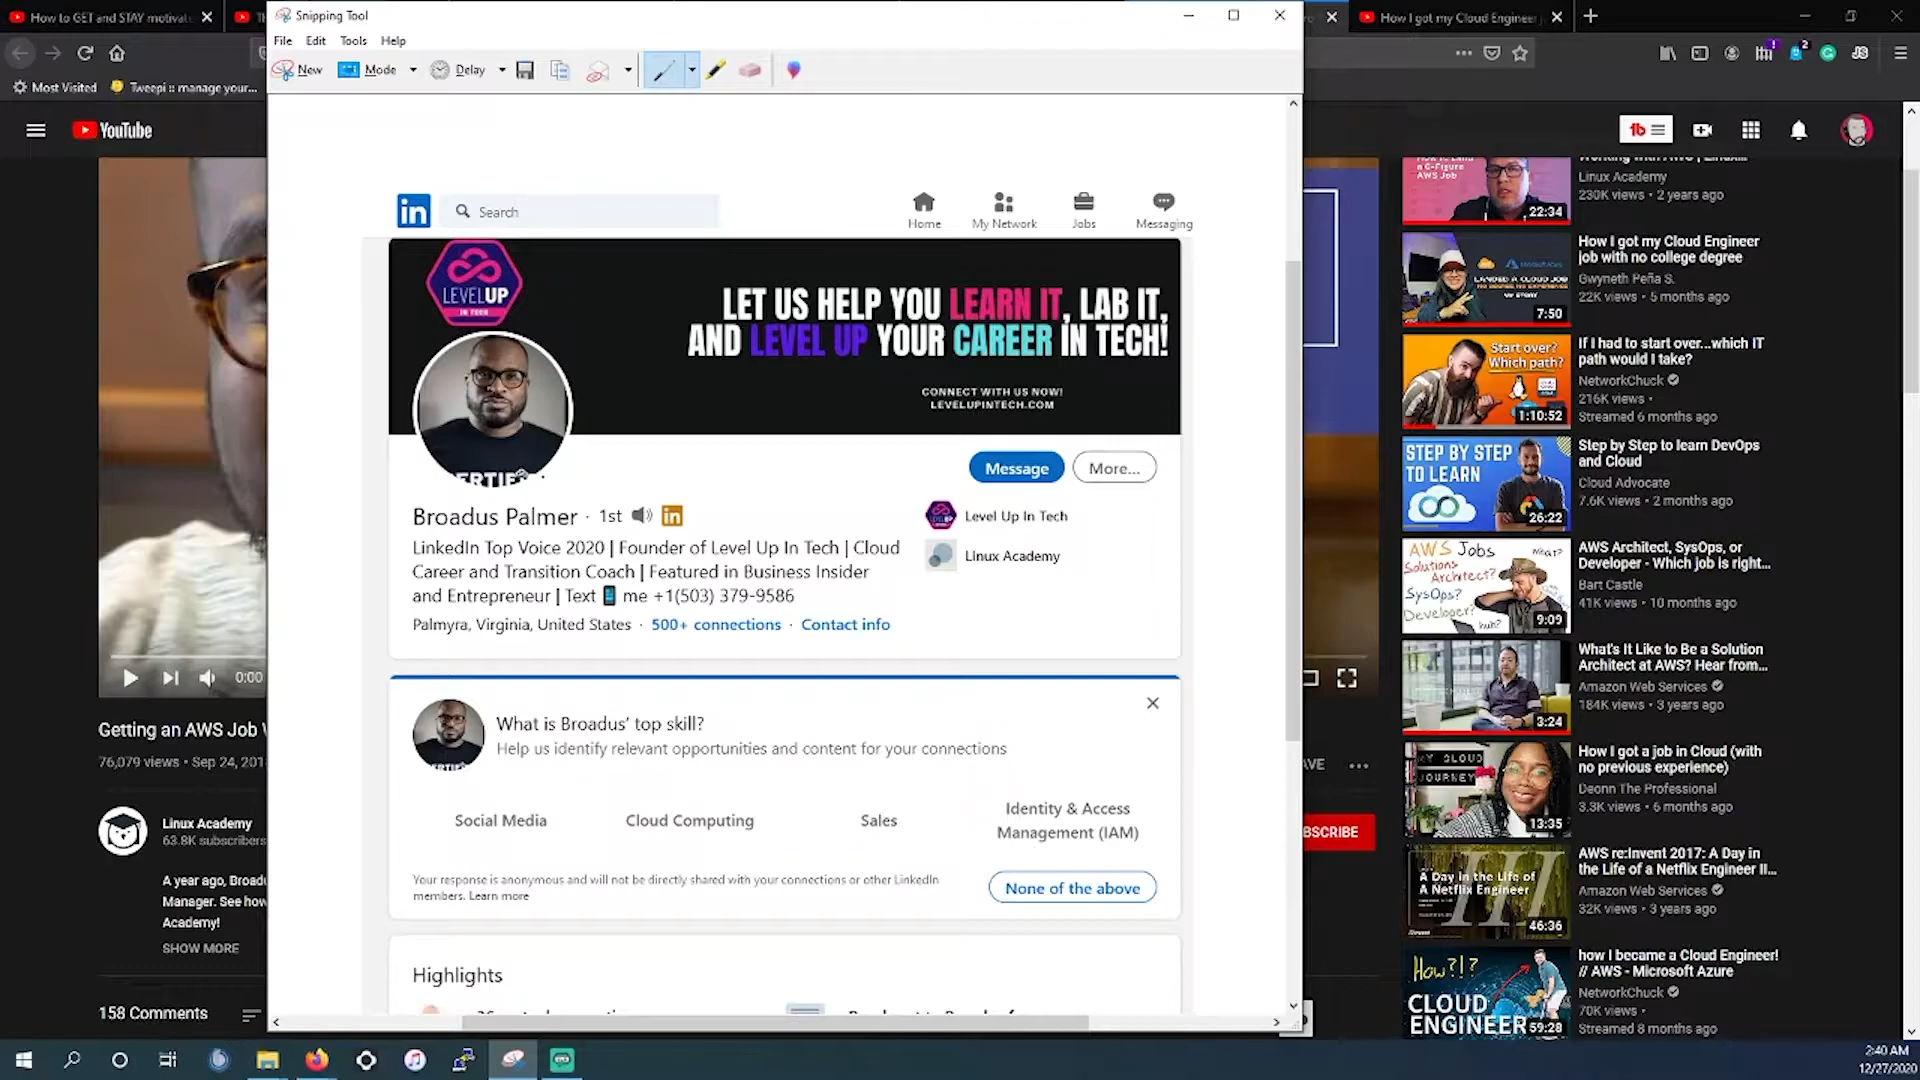 How to GET and STAY motivat
Snipping Tool
How I got my Cloud Engineer
File Edit Tools Help
New Mode Delay
Most Visited
Tweepi :: manage your...
YouTube
Search
Home
My Network
Jobs
Messaging
LEVELUP
IN TECH
LET US HELP YOU LEARN IT, LAB IT,
AND LEVEL UP YOUR CAREER IN TECH!
CONNECT WITH US NOW!
LEVELUPINTECH.COM
Message
More...
Broadus Palmer · 1st
LinkedIn Top Voice 2020 | Founder of Level Up In Tech | Cloud
Career and Transition Coach | Featured in Business Insider
and Entrepreneur | Text me +1(503) 379-9586
Palmyra, Virginia, United States · 500+ connections · Contact info
Level Up In Tech
Linux Academy
What is Broadus' top skill?
Help us identify relevant opportunities and content for your connections
Social Media
Cloud Computing
Sales
Identity & Access
Management (IAM)
Your response is anonymous and will not be directly shared with your connections or other LinkedIn
members. Learn more
None of the above
Highlights
0:00
Getting an AWS Job
76,079 views • Sep 24, 201
Linux Academy
63.8K subscribers
A year ago, Broadu
Manager. See how
Academy!
SHOW MORE
158 Comments
AVE
BSCRIBE
a 6-Figure
AWS Job
22:34
Linux Academy
230K views • 2 years ago
7:50
How I got my Cloud Engineer
job with no college degree
Gwyneth Peña S.
22K views • 5 months ago
Start over?
Which path?
1:10:52
If I had to start over...which IT
path would I take?
NetworkChuck
216K views •
Streamed 6 months ago
STEP BY STEP
TO LEARN
26:22
Step by Step to learn DevOps
and Cloud
Cloud Advocate
7.6K views • 2 months ago
AWS Jobs
what?
Solutions
Architect?
SysOps?
Developer?
huh?
9:09
AWS Architect, SysOps, or
Developer - Which job is right...
Bart Castle
41K views • 10 months ago
3:24
What's It Like to Be a Solution
Architect at AWS? Hear from...
Amazon Web Services
184K views • 3 years ago
MY CLOUD
JOURNEY
13:35
How I got a job in Cloud (with
no previous experience)
Deonn The Professional
3.3K views • 6 months ago
A Day in the Life of
A Netflix Engineer
46:36
AWS re:Invent 2017: A Day in
the Life of a Netflix Engineer II...
Amazon Web Services
32K views • 3 years ago
How?!?
CLOUD
ENGINEER
59:28
how I became a Cloud Engineer!
// AWS - Microsoft Azure
NetworkChuck
70K views •
Streamed 8 months ago
2:40 AM
12/27/2020